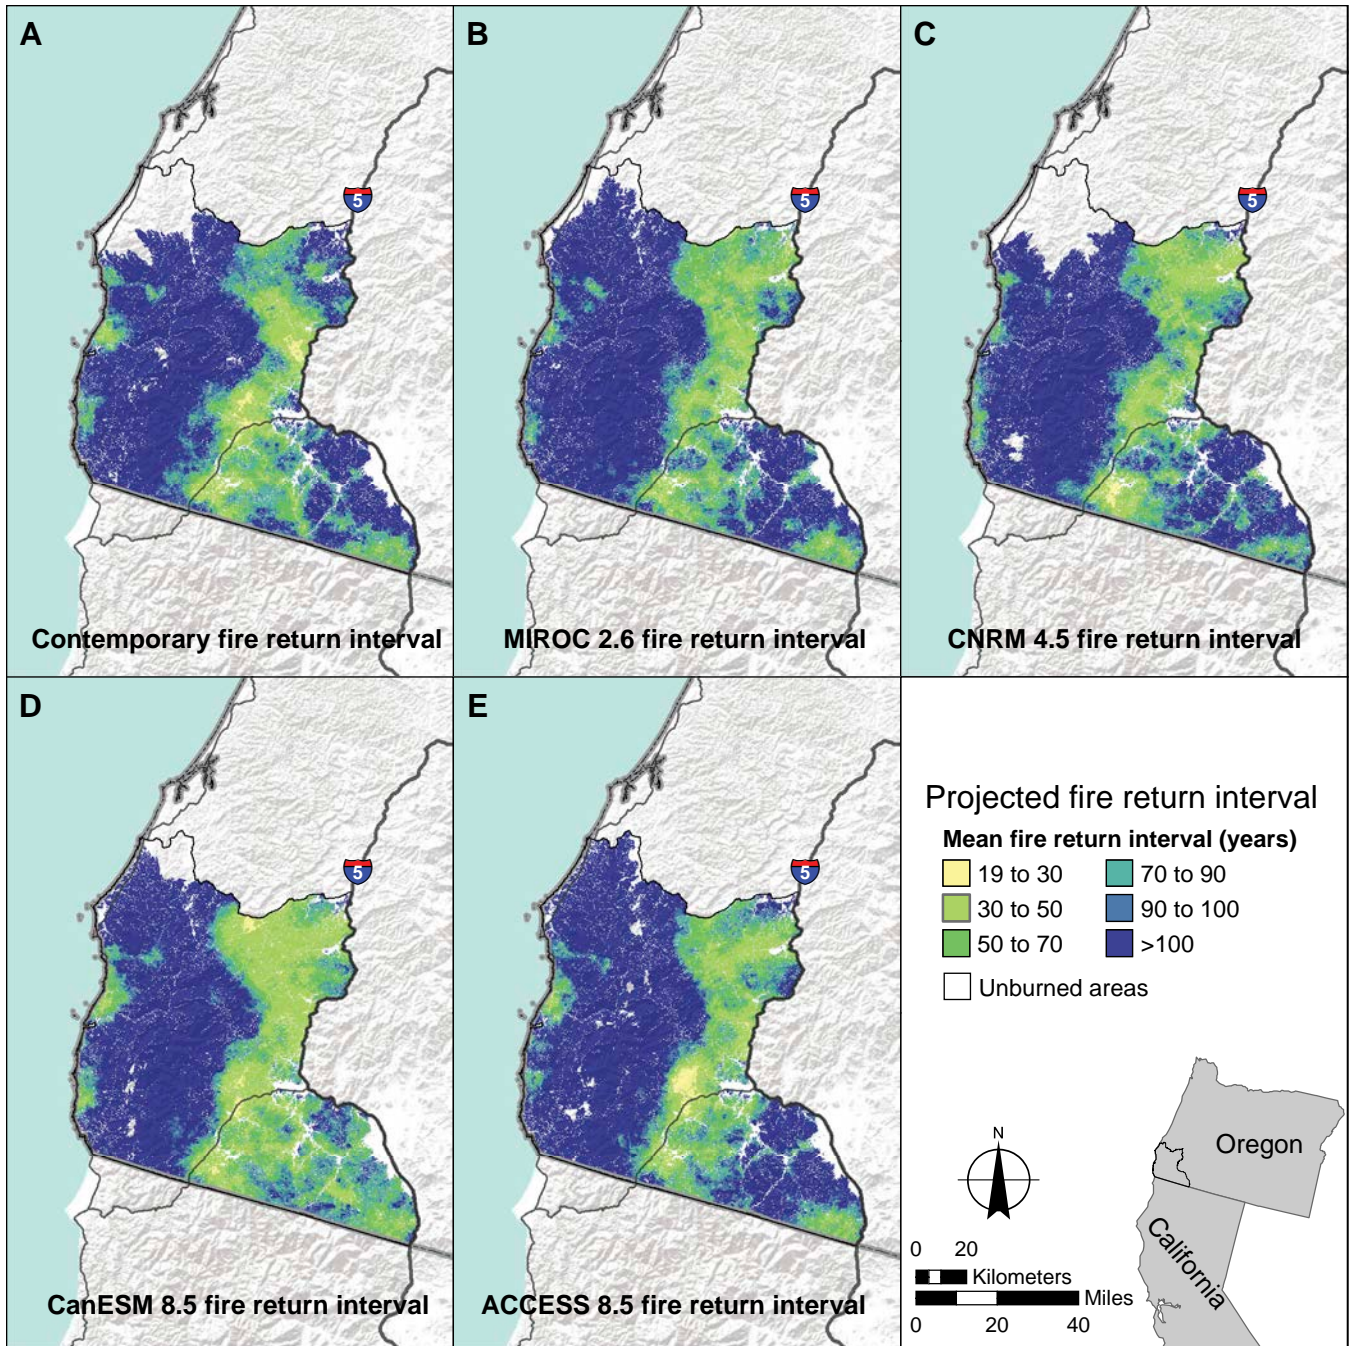 A
5
Contemporary fire return interval
B
5
MIROC 2.6 fire return interval
C
5
CNRM 4.5 fire return interval
D
5
CanESM 8.5 fire return interval
E
5
ACCESS 8.5 fire return interval
Projected fire return interval
Mean fire return interval (years)
19 to 30
30 to 50
50 to 70
70 to 90
90 to 100
>100
Unburned areas
N
0 20
Kilometers
Miles
0 20 40
Oregon
California